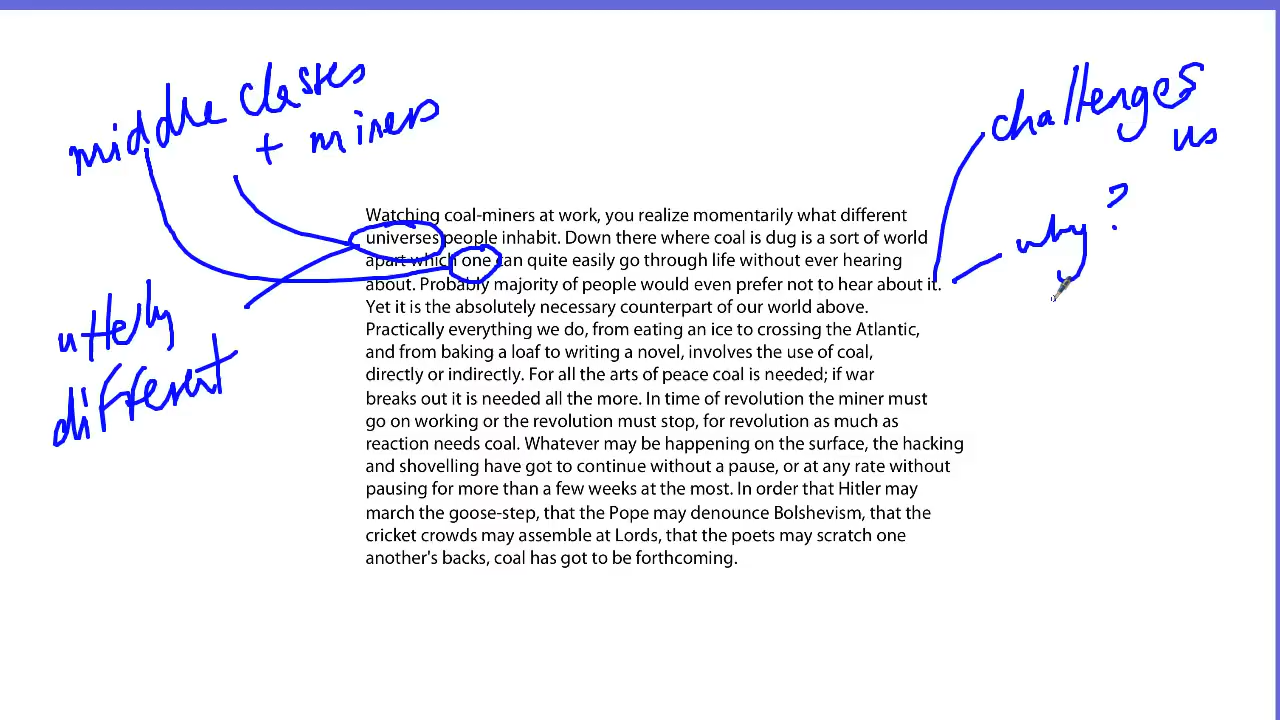 middle classes
+ miners
challenges
us
why?
utterly
different
Watching coal-miners at work, you realize momentarily what different
universes people inhabit. Down there where coal is dug is a sort of world
apart which one can quite easily go through life without ever hearing
about. Probably majority of people would even prefer not to hear about it.
Yet it is the absolutely necessary counterpart of our world above.
Practically everything we do, from eating an ice to crossing the Atlantic,
and from baking a loaf to writing a novel, involves the use of coal,
directly or indirectly. For all the arts of peace coal is needed; if war
breaks out it is needed all the more. In time of revolution the miner must
go on working or the revolution must stop, for revolution as much as
reaction needs coal. Whatever may be happening on the surface, the hacking
and shovelling have got to continue without a pause, or at any rate without
pausing for more than a few weeks at the most. In order that Hitler may
march the goose-step, that the Pope may denounce Bolshevism, that the
cricket crowds may assemble at Lords, that the poets may scratch one
another's backs, coal has got to be forthcoming.